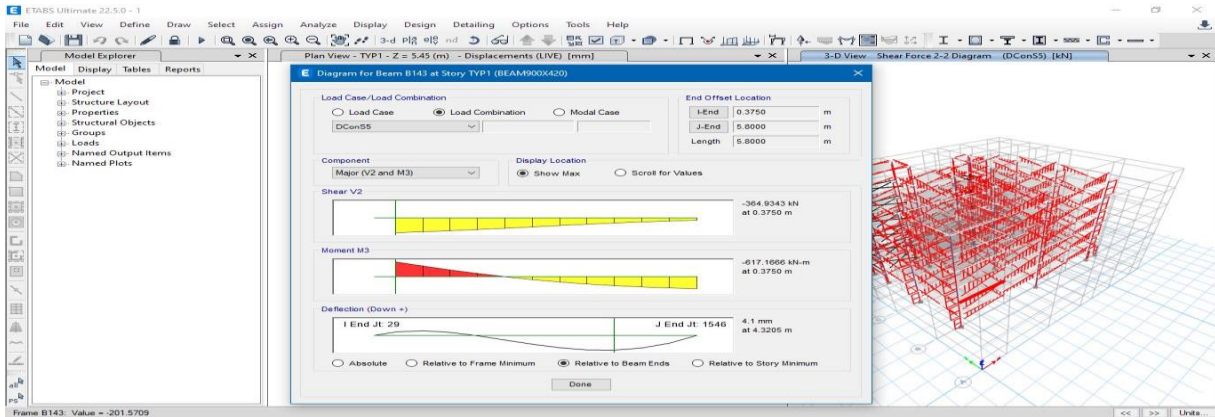 ETABS Ultimate 22.5.0 - 1
File Edit View Define Draw Select Assign Analyze Display Design Detailing Options Tools Help
3-d nd
Model Explorer
Plan View - TYP1 - Z = 5.45 (m) - Displacements (LIVE) [mm]
3-D View Shear Force 2-2 Diagram (DConS5) [kN]
Model Display Tables Reports
Model
Project
Structure Layout
Properties
Structural Objects
Groups
Loads
Named Output Items
Named Plots
Diagram for Beam B143 at Story TYP1 (BEAM900X420)
Load Case/Load Combination
Load Case Load Combination Modal Case
DConS5
End Offset Location
I-End 0.3750 m
J-End 5.8000 m
Length 5.8000 m
Component
Major (V2 and M3)
Display Location
Show Max Scroll for Values
Shear V2
-364.9343 kN
at 0.3750 m
Moment M3
-617.1666 kN-m
at 0.3750 m
Deflection (Down +)
I End Jt: 29 J End Jt: 1546
4.1 mm
at 4.3205 m
Absolute Relative to Frame Minimum Relative to Beam Ends Relative to Story Minimum
Done
all
ps
Frame B143: Value = -201.5709
<< >> Units...